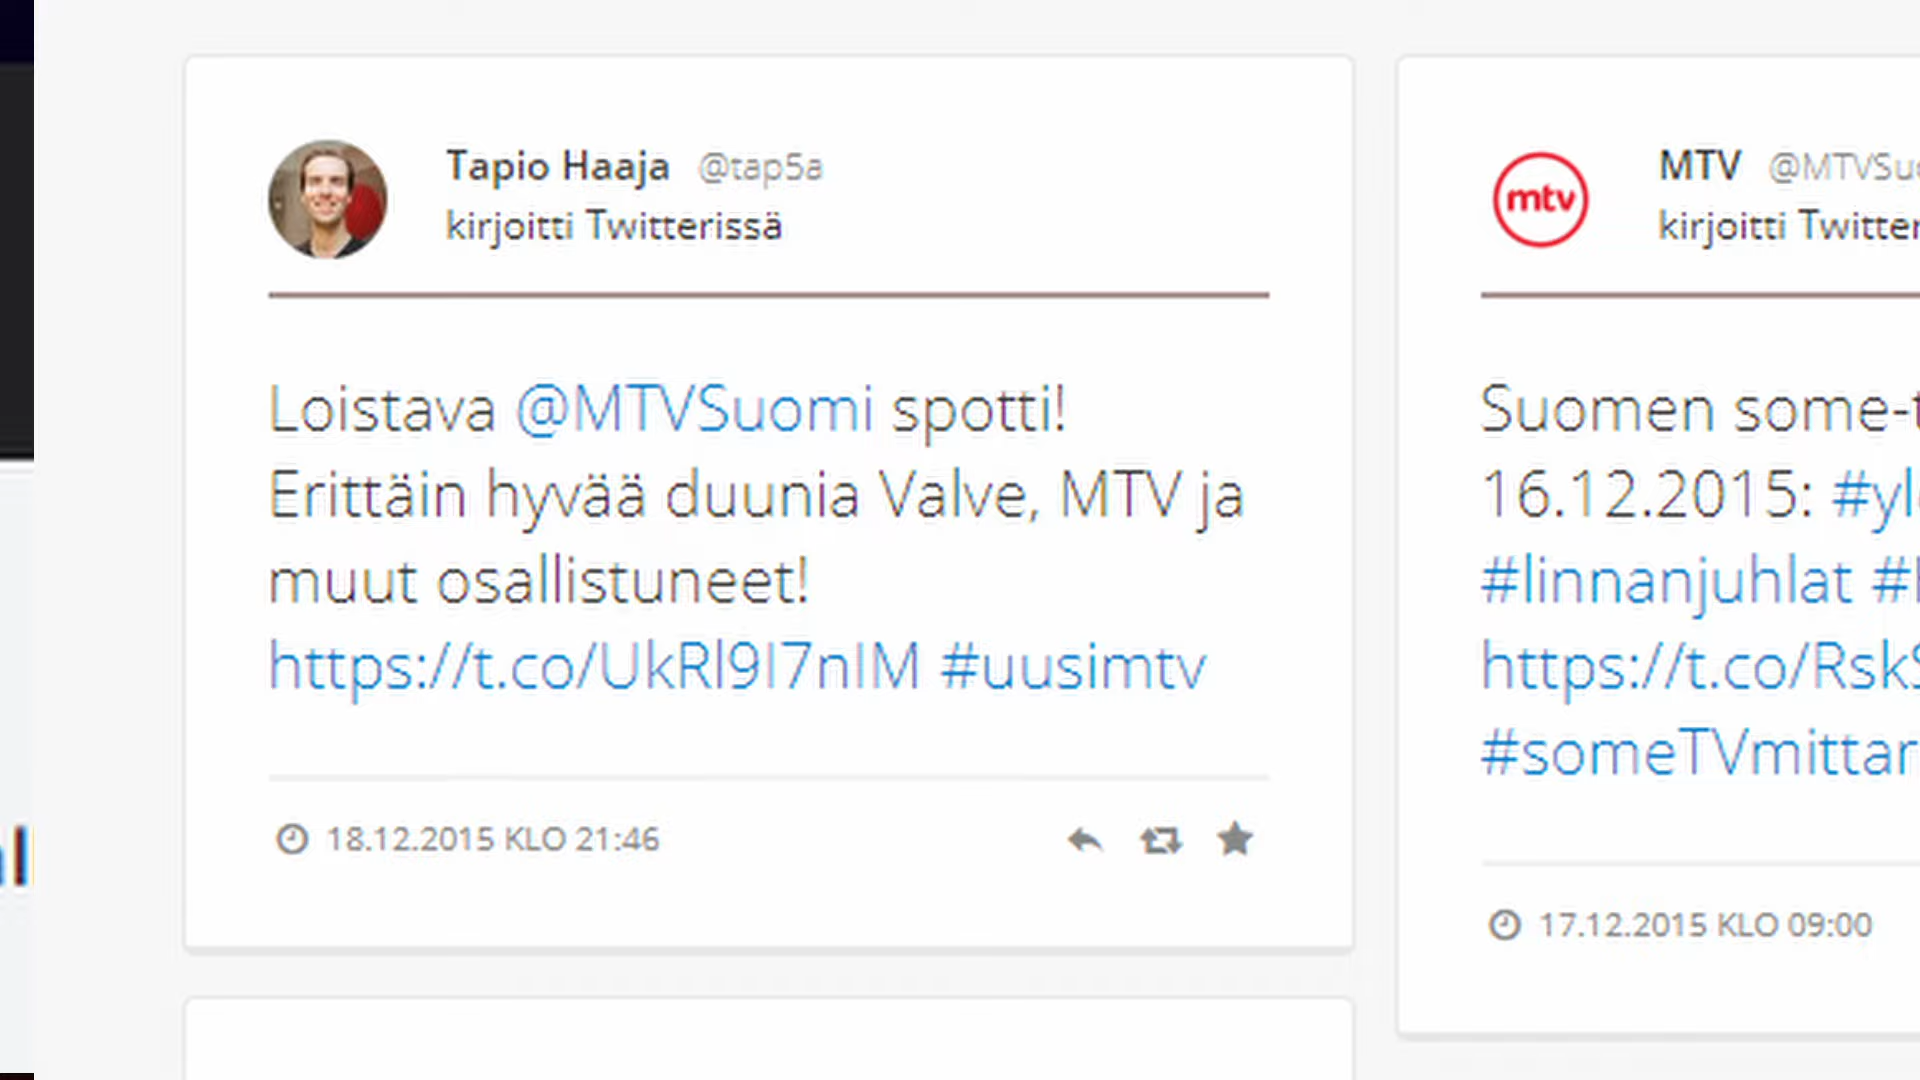 Tapio Haaja @tap5a
kirjoitti Twitterissä
Loistava @MTVSuomi spotti!
Erittäin hyvää duunia Valve, MTV ja
muut osallistuneet!
https://t.co/UkRl9I7nIM #uusimtv
18.12.2015 KLO 21:46
mtv
MTV
kirjoitti
Suomen
16.12.2015:
#linnanjuhlat
17.12.2015 KLO 09:00